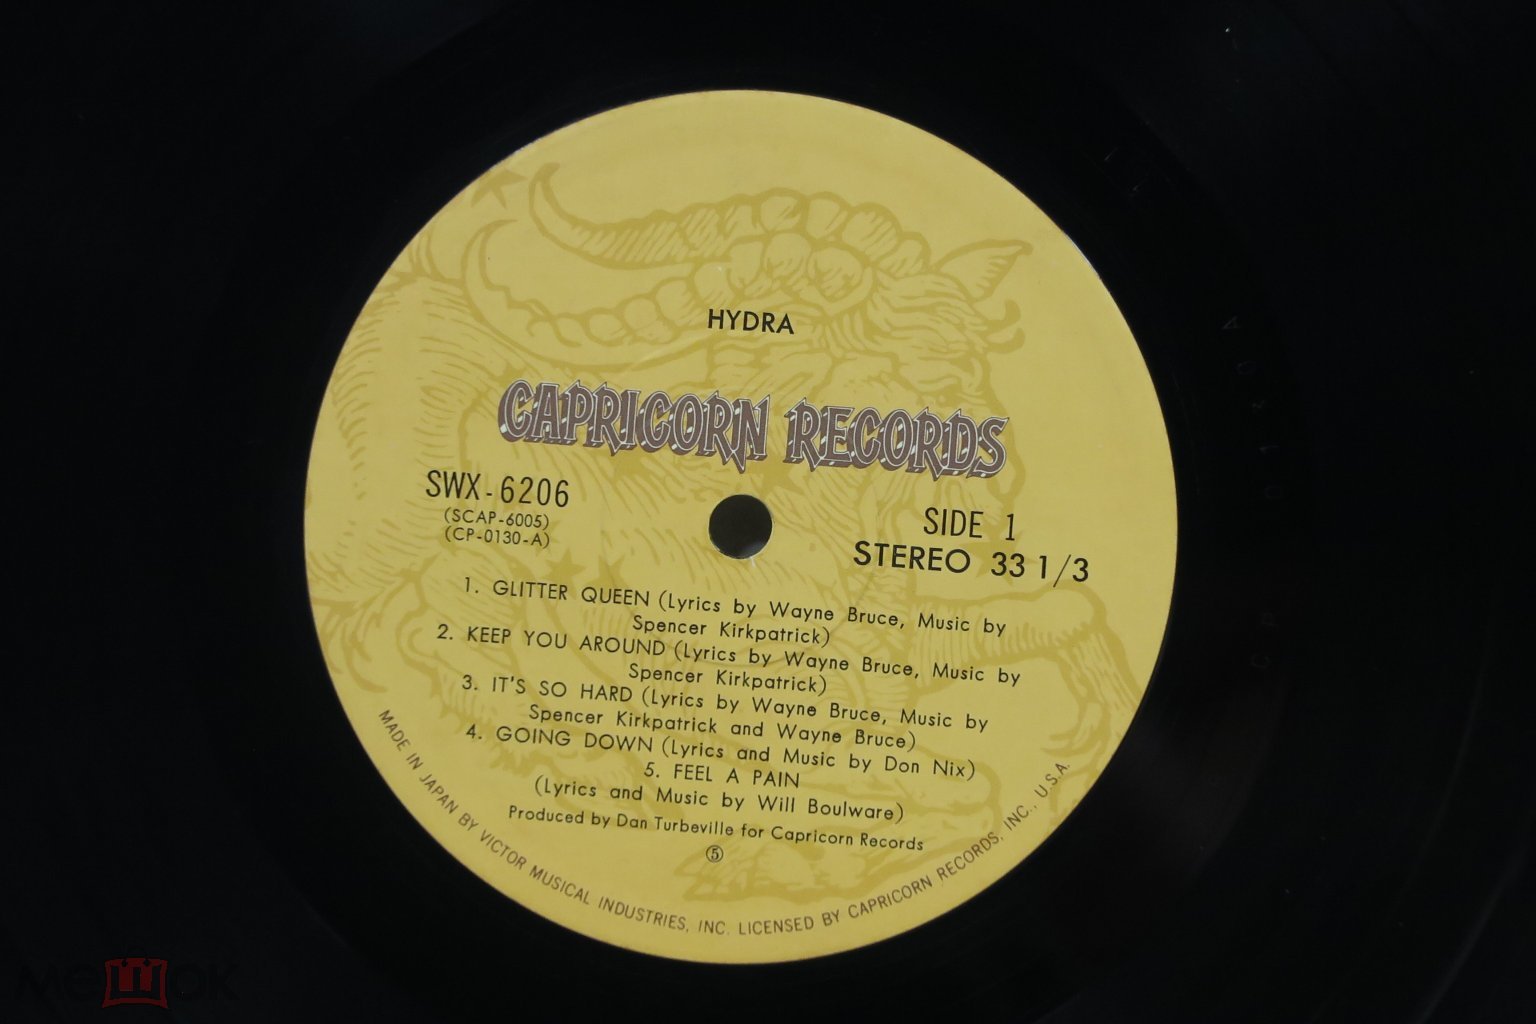 HYDRA
CAPRICORN RECORDS
SWX-6206
(SCAP-6005)
(CP-0130-A)
SIDE 1
STEREO 33 1/3
1. GLITTER QUEEN (Lyrics by Wayne Bruce, Music by
Spencer Kirkpatrick)
2. KEEP YOU AROUND (Lyrics by Wayne Bruce, Music by
Spencer Kirkpatrick)
3. IT'S SO HARD (Lyrics by Wayne Bruce, Music by
Spencer Kirkpatrick and Wayne Bruce)
4. GOING DOWN (Lyrics and Music by Don Nix)
5. FEEL A PAIN
(Lyrics and Music by Will Boulware)
Produced by Dan Turbeville for Capricorn Records
⑤
MADE IN JAPAN BY VICTOR MUSICAL INDUSTRIES, INC. LICENSED BY CAPRICORN RECORDS, INC., U.S.A.
мешок